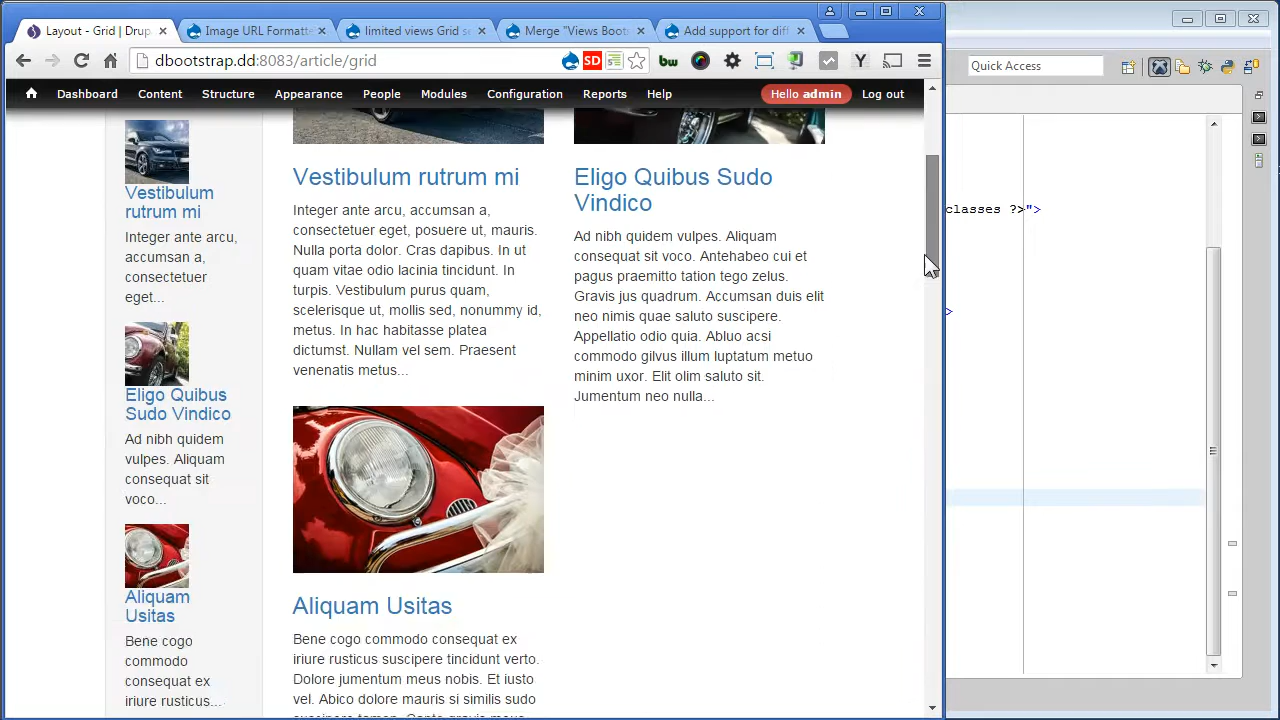 Layout - Grid | Drup
Image URL Formatte
limited views Grid se
Merge "Views Boots
Add support for diff
dbootstrap.dd:8083/article/grid
SD
bw
Y
Quick Access
Dashboard Content Structure Appearance People Modules Configuration Reports Help Hello admin Log out
Vestibulum
rutrum mi
Integer ante arcu,
accumsan a,
consectetuer
eget...
Eligo Quibus
Sudo Vindico
Ad nibh quidem
vulpes. Aliquam
consequat sit
voco...
Aliquam
Usitas
Bene cogo
commodo
consequat ex
iriure rusticus...
Vestibulum rutrum mi
Integer ante arcu, accumsan a,
consectetuer eget, posuere ut, mauris.
Nulla porta dolor. Cras dapibus. In ut
quam vitae odio lacinia tincidunt. In
turpis. Vestibulum purus quam,
scelerisque ut, mollis sed, nonummy id,
metus. In hac habitasse platea
dictumst. Nullam vel sem. Praesent
venenatis metus...
Aliquam Usitas
Bene cogo commodo consequat ex
iriure rusticus suscipere tincidunt verto.
Dolore jumentum meus nobis. Et iusto
vel. Abico dolore mauris si similis sudo
Eligo Quibus Sudo
Vindico
Ad nibh quidem vulpes. Aliquam
consequat sit voco. Antehabeo cui et
pagus praemitto tation tego zelus.
Gravis jus quadrum. Accumsan duis elit
neo nimis quae saluto suscipere.
Appellatio odio quia. Abluo acsi
commodo gilvus illum luptatum metuo
minim uxor. Elit olim saluto sit.
Jumentum neo nulla...
classes ?>">
>